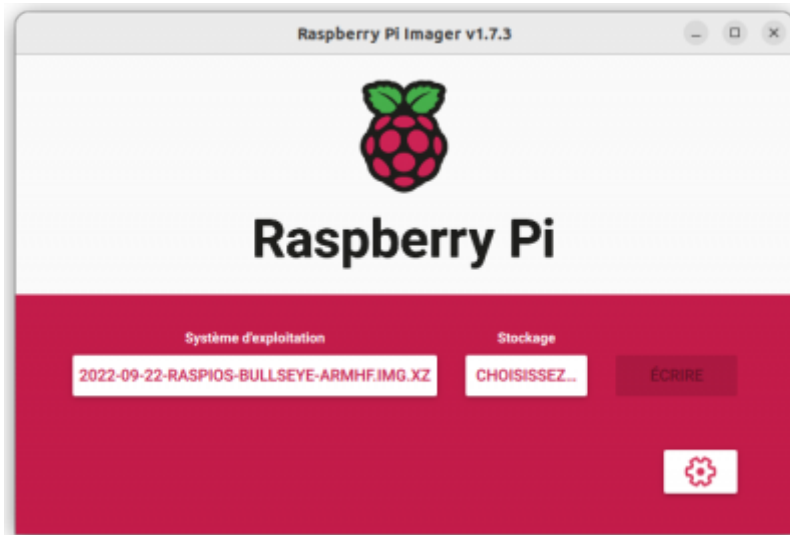 Raspberry Pi Imager v1.7.3
Raspberry Pi
Système d'exploitation
Stockage
2022-09-22-RASPIOS-BULLSEYE-ARMHF.IMG.XZ
CHOISISSEZ...
ÉCRIRE